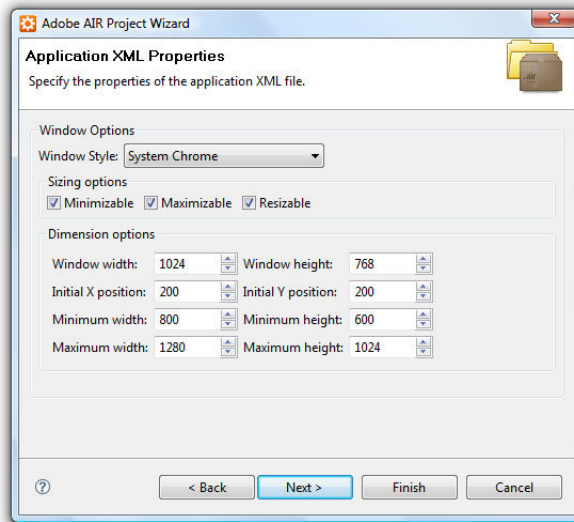 Adobe AIR Project Wizard
Application XML Properties
Specify the properties of the application XML file.
air
Window Options
Window Style: System Chrome
Sizing options
Minimizable Maximizable Resizable
Dimension options
Window width: 1024 Window height: 768
Initial X position: 200 Initial Y position: 200
Minimum width: 800 Minimum height: 600
Maximum width: 1280 Maximum height: 1024
? < Back Next > Finish Cancel